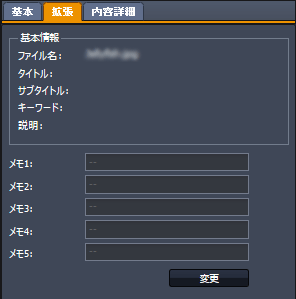 基本 拡張 内容詳細
基本情報
ファイル名:
タイトル:
サブタイトル:
キーワード:
説明:
メモ1: ---
メモ2: ---
メモ3: ---
メモ4: ---
メモ5: ---
変更